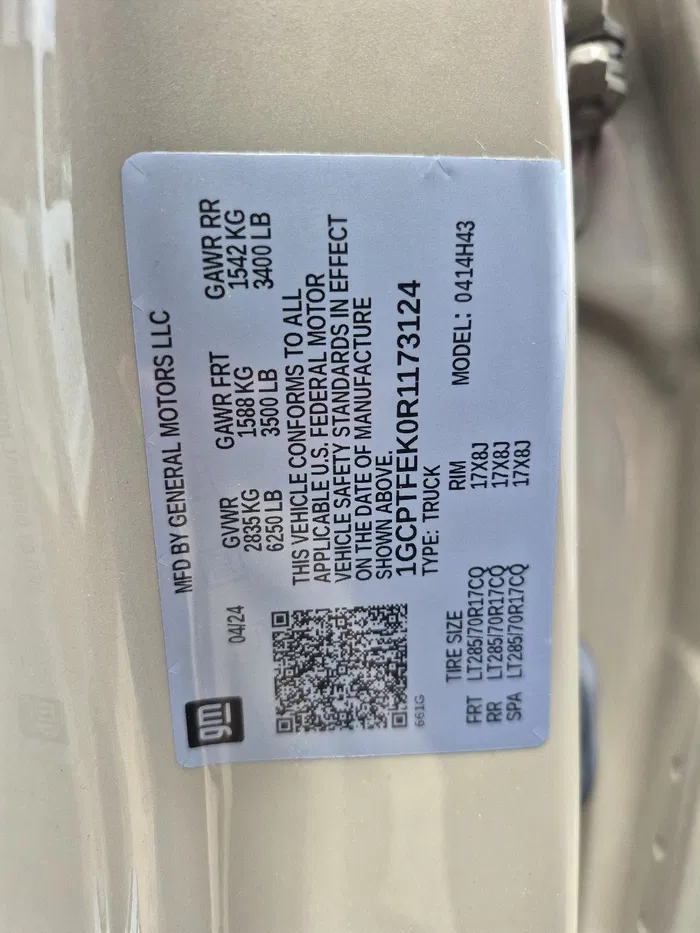 gm
MFD BY GENERAL MOTORS LLC
04/24
GVWR GAWR FRT GAWR RR
2835KG 1588 KG 1542 KG
6250 LB 3500 LB 3400 LB
THIS VEHICLE CONFORMS TO ALL
APPLICABLE U.S. FEDERAL MOTOR
VEHICLE SAFETY STANDARDS IN EFFECT
ON THE DATE OF MANUFACTURE
SHOWN ABOVE.
1GCPTFEK0R1173124
TYPE: TRUCK
661G
MODEL: 0414H43
TIRE SIZE RIM
FRT LT285/70R17CQ 17X8J
RR LT285/70R17CQ 17X8J
SPA LT285/70R17CQ 17X8J